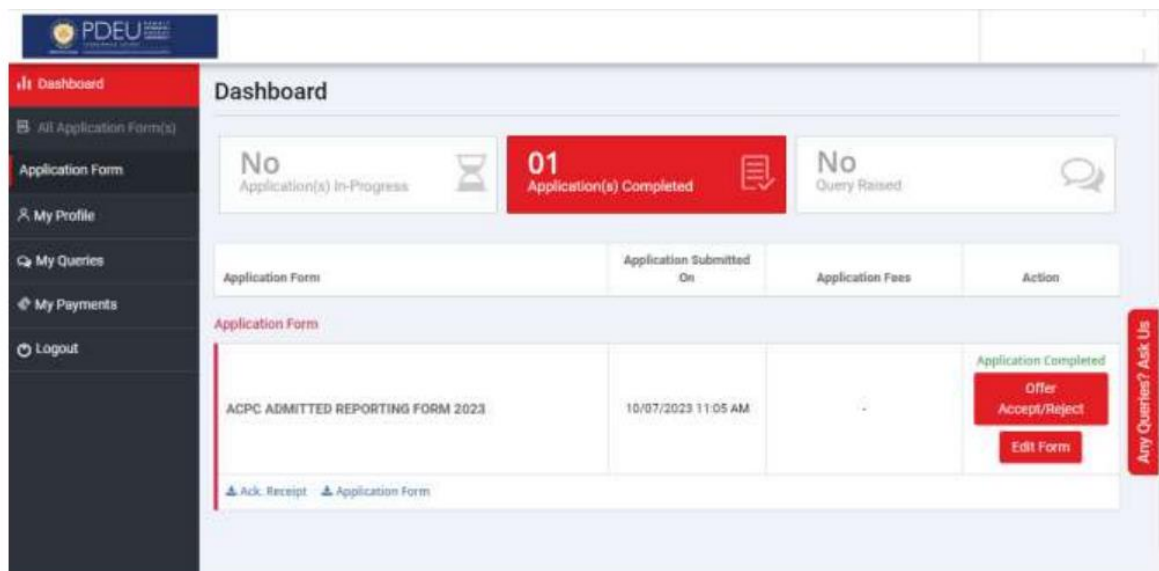 PDEU
Dashboard
All Application Form(s)
Application Form
My Profile
My Queries
My Payments
Logout
Dashboard
No
Application(s) In-Progress
01
Application(s) Completed
No
Query Raised
Application Form
Application Submitted
On
Application Fees
Action
Application Form
ACPC ADMITTED REPORTING FORM 2023
10/07/2023 11:05 AM
-
Application Completed
Offer
Accept/Reject
Edit Form
Ack. Receipt
Application Form
Any Queries? Ask Us